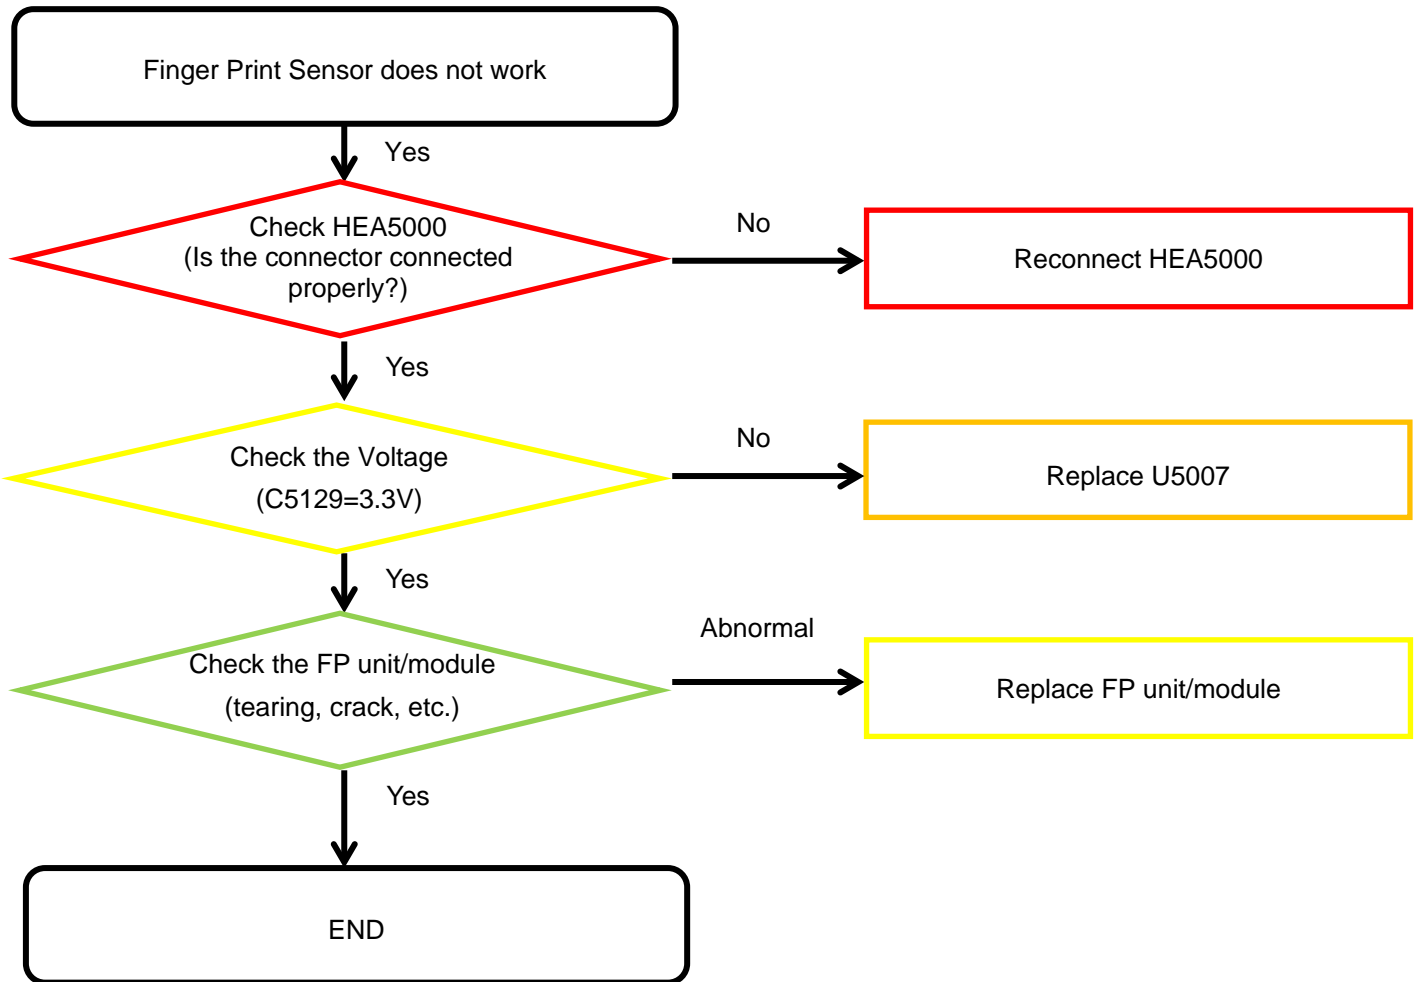 Finger Print Sensor does not work
Yes
Check HEA5000
(Is the connector connected
properly?)
No
Reconnect HEA5000
Yes
Check the Voltage
(C5129=3.3V)
No
Replace U5007
Yes
Check the FP unit/module
(tearing, crack, etc.)
Abnormal
Replace FP unit/module
Yes
END